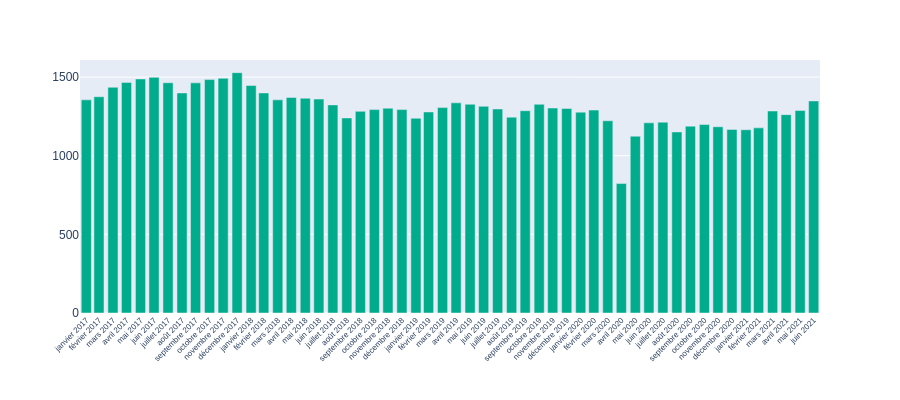 1500
1000
500
0
janvier 2017
février 2017
mars 2017
avril 2017
mai 2017
juin 2017
juillet 2017
août 2017
septembre 2017
octobre 2017
novembre 2017
décembre 2017
janvier 2018
février 2018
mars 2018
avril 2018
mai 2018
juin 2018
juillet 2018
août 2018
septembre 2018
octobre 2018
novembre 2018
décembre 2018
janvier 2019
février 2019
mars 2019
avril 2019
mai 2019
juin 2019
juillet 2019
août 2019
septembre 2019
octobre 2019
novembre 2019
décembre 2019
janvier 2020
février 2020
mars 2020
avril 2020
mai 2020
juin 2020
juillet 2020
août 2020
septembre 2020
octobre 2020
novembre 2020
décembre 2020
janvier 2021
février 2021
mars 2021
avril 2021
mai 2021
juin 2021